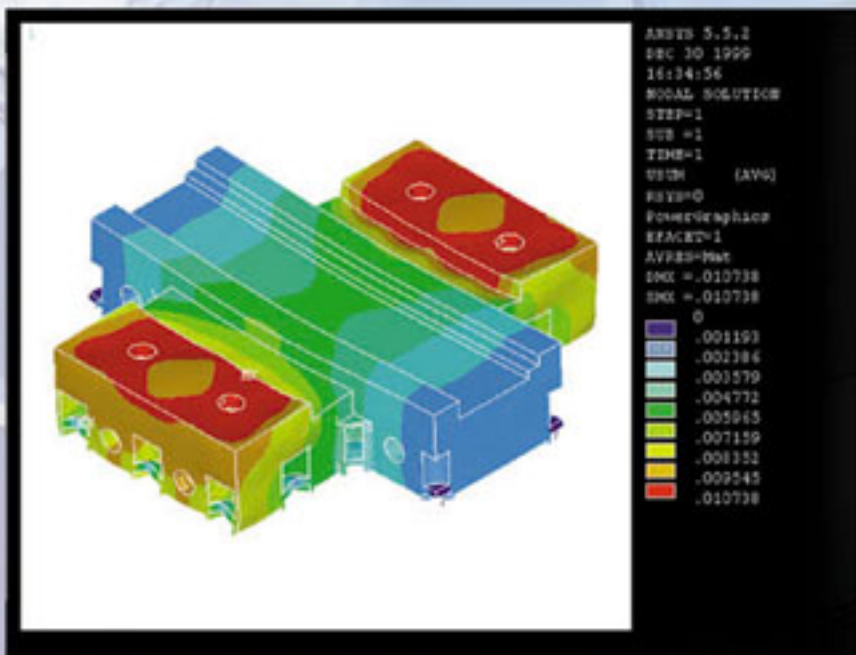 1
ANSYS 5.5.2
DEC 30 1999
16:34:56
NODAL SOLUTION
STEP=1
SUB =1
TIME=1
USUM (AVG)
RSYS=0
PowerGraphics
EFACET=1
AVRES=Mat
DMX =.010738
SMX =.010738
0
.001193
.002386
.003579
.004772
.005965
.007159
.008352
.009545
.010738